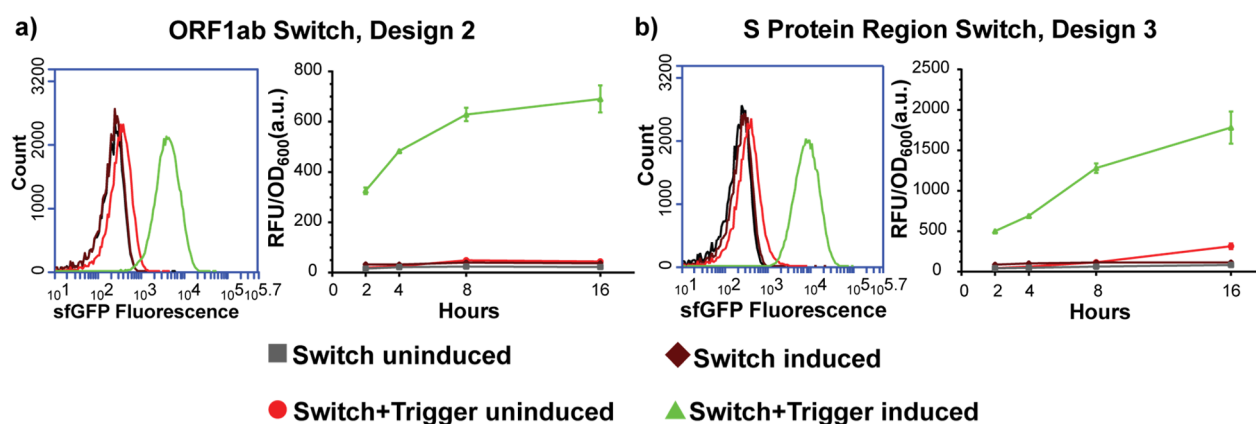 a) ORF1ab Switch, Design 2
3200
2000
1000
0
Count
10^1 10^2 10^3 10^4 10^5 10^5.7
sfGFP Fluorescence
800
600
400
200
0
RFU/OD600(a.u.)
0 2 4 8 16
Hours
b) S Protein Region Switch, Design 3
3200
2000
1000
0
Count
10^1 10^2 10^3 10^4 10^5 10^5.7
sfGFP Fluorescence
2500
2000
1500
1000
500
0
RFU/OD600(a.u.)
0 2 4 8 16
Hours
Switch uninduced
Switch induced
Switch+Trigger uninduced
Switch+Trigger induced